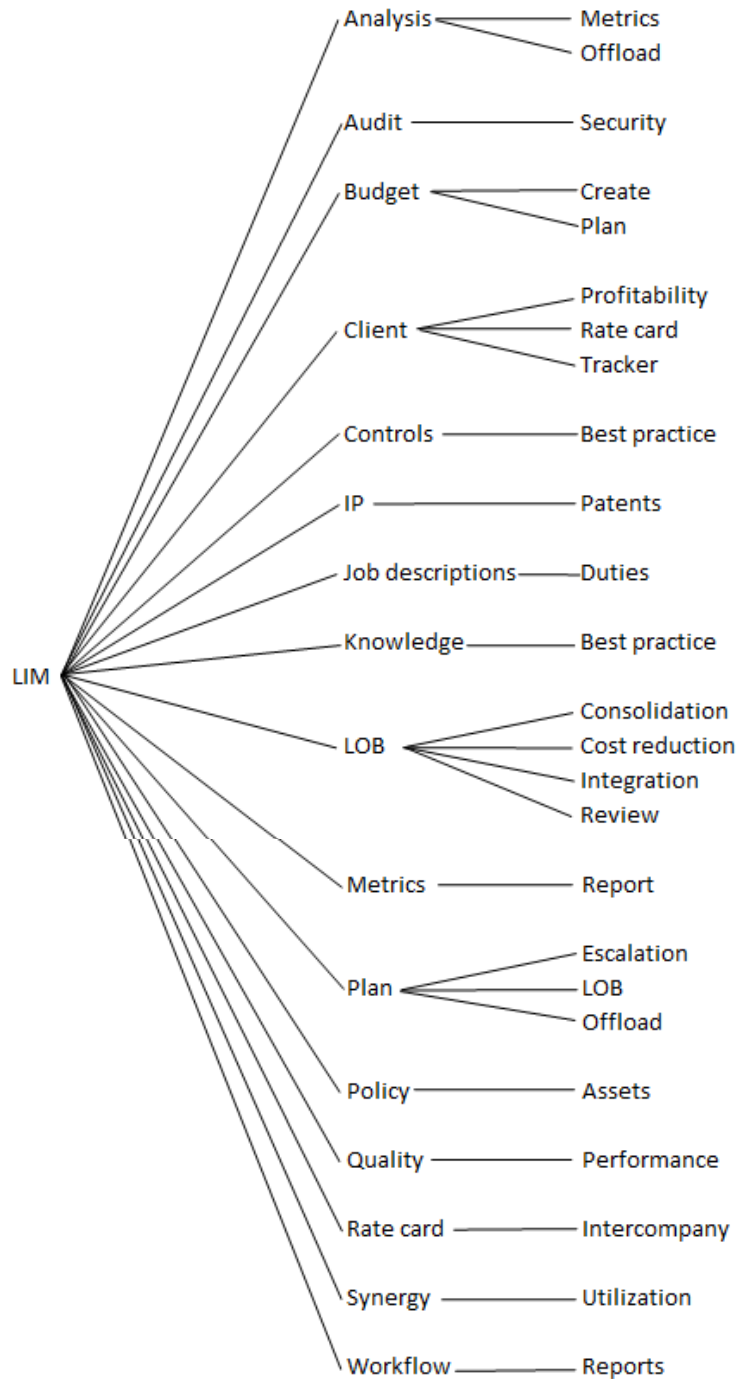 Analysis Metrics
Offload
Audit Security
Budget Create
Plan
Profitability
Client Rate card
Tracker
Controls Best practice
IP Patents
Job descriptions Duties
Knowledge Best practice
LIM
Consolidation
LOB Cost reduction
Integration
Review
Metrics Report
Escalation
Plan LOB
Offload
Policy Assets
Quality Performance
Rate card Intercompany
Synergy Utilization
Workflow Reports